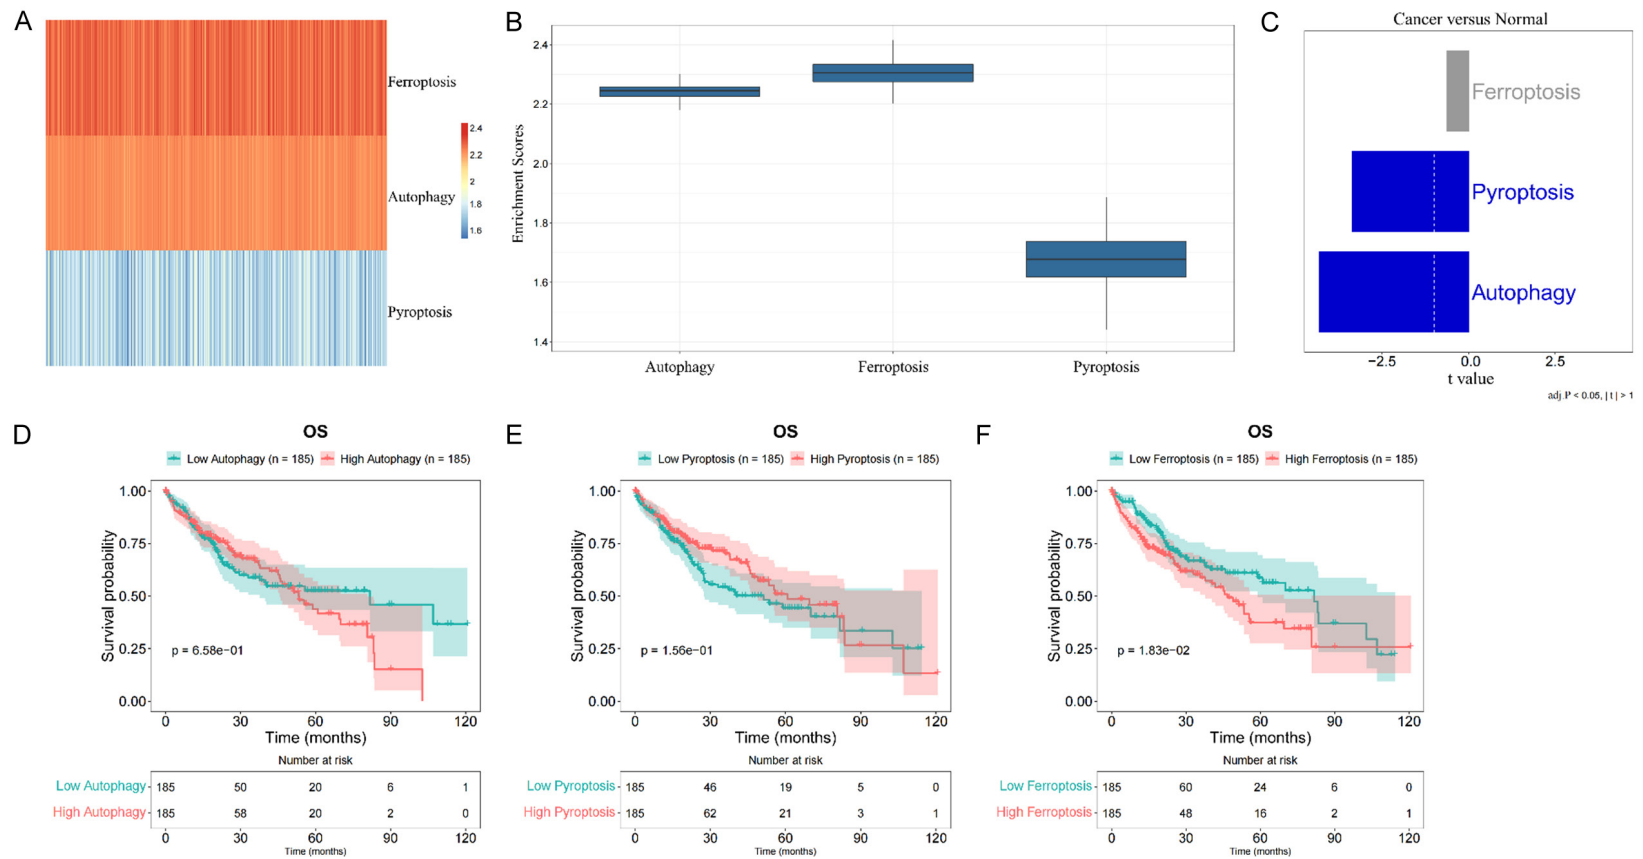 A
Ferroptosis
Autophagy
Pyroptosis
2.4
2.2
2
1.8
1.6
B
Enrichment Scores
2.4
2.2
2.0
1.8
1.6
1.4
Autophagy Ferroptosis Pyroptosis
C
Cancer versus Normal
Ferroptosis
Pyroptosis
Autophagy
−2.5 0.0 2.5
t value
adj.P < 0.05, | t | > 1
D
OS
Low Autophagy (n = 185) High Autophagy (n = 185)
Survival probability
1.00
0.75
0.50
0.25
0.00
p = 6.58e−01
0 30 60 90 120
Time (months)
Number at risk
Low Autophagy 185 50 20 6 1
High Autophagy 185 58 20 2 0
0 30 60 90 120
Time (months)
E
OS
Low Pyroptosis (n = 185) High Pyroptosis (n = 185)
Survival probability
1.00
0.75
0.50
0.25
0.00
p = 1.56e−01
0 30 60 90 120
Time (months)
Number at risk
Low Pyroptosis 185 46 19 5 0
High Pyroptosis 185 62 21 3 1
0 30 60 90 120
Time (months)
F
OS
Low Ferroptosis (n = 185) High Ferroptosis (n = 185)
Survival probability
1.00
0.75
0.50
0.25
0.00
p = 1.83e−02
0 30 60 90 120
Time (months)
Number at risk
Low Ferroptosis 185 60 24 6 0
High Ferroptosis 185 48 16 2 1
0 30 60 90 120
Time (months)